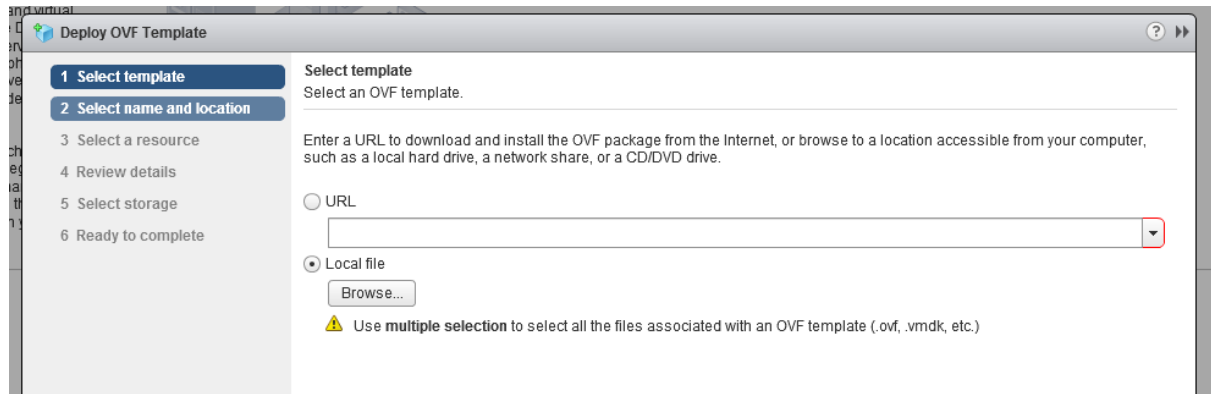 and virtual
Deploy OVF Template
?
1 Select template
2 Select name and location
3 Select a resource
4 Review details
5 Select storage
6 Ready to complete
Select template
Select an OVF template.
Enter a URL to download and install the OVF package from the Internet, or browse to a location accessible from your computer,
such as a local hard drive, a network share, or a CD/DVD drive.
URL
Local file
Browse...
Use multiple selection to select all the files associated with an OVF template (.ovf, .vmdk, etc.)